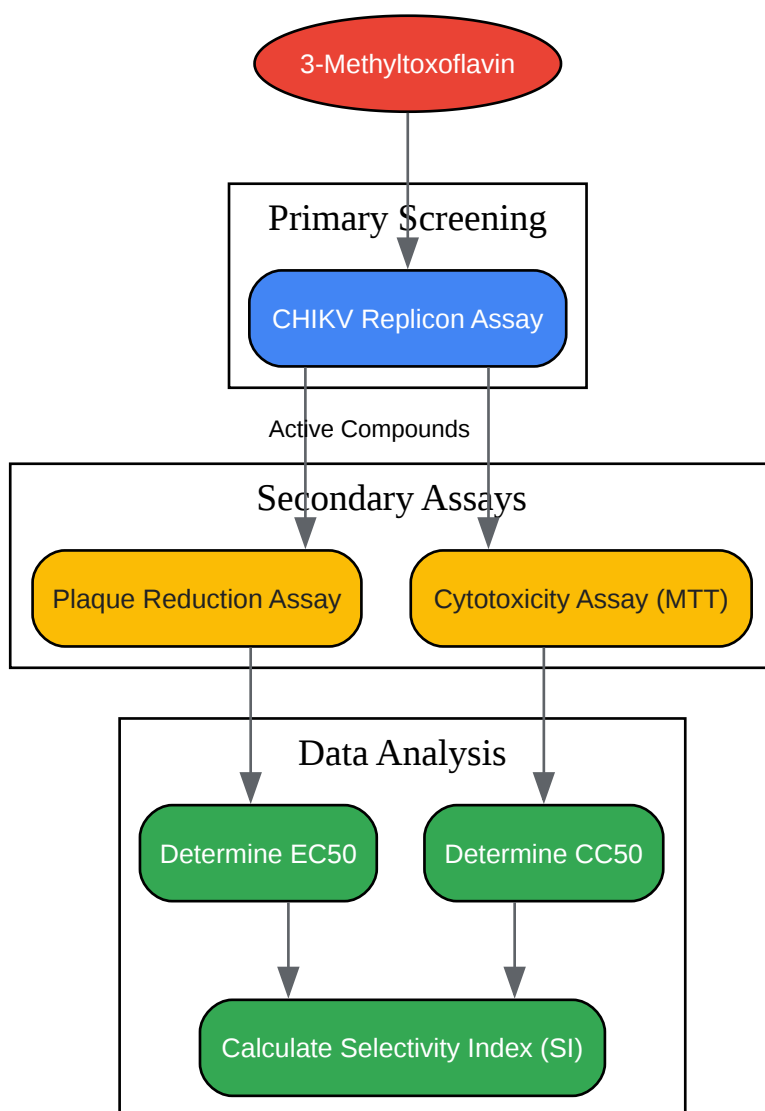 3-Methyltoxoflavin
Primary Screening
CHIKV Replicon Assay
Active Compounds
Secondary Assays
Plaque Reduction Assay
Cytotoxicity Assay (MTT)
Data Analysis
Determine EC50
Determine CC50
Calculate Selectivity Index (SI)